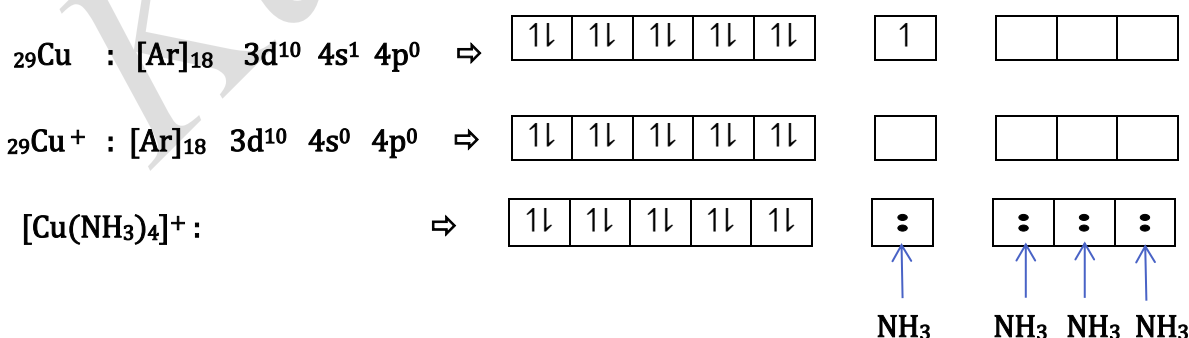 ₂₉Cu : [Ar]₁₈ 3d¹⁰ 4s¹ 4p⁰ ⇨ 1⇂ 1⇂ 1⇂ 1⇂ 1⇂ 1
₂₉Cu⁺ : [Ar]₁₈ 3d¹⁰ 4s⁰ 4p⁰ ⇨ 1⇂ 1⇂ 1⇂ 1⇂ 1⇂
[Cu(NH₃)₄]⁺ : ⇨ 1⇂ 1⇂ 1⇂ 1⇂ 1⇂ : : : :
NH₃ NH₃ NH₃ NH₃